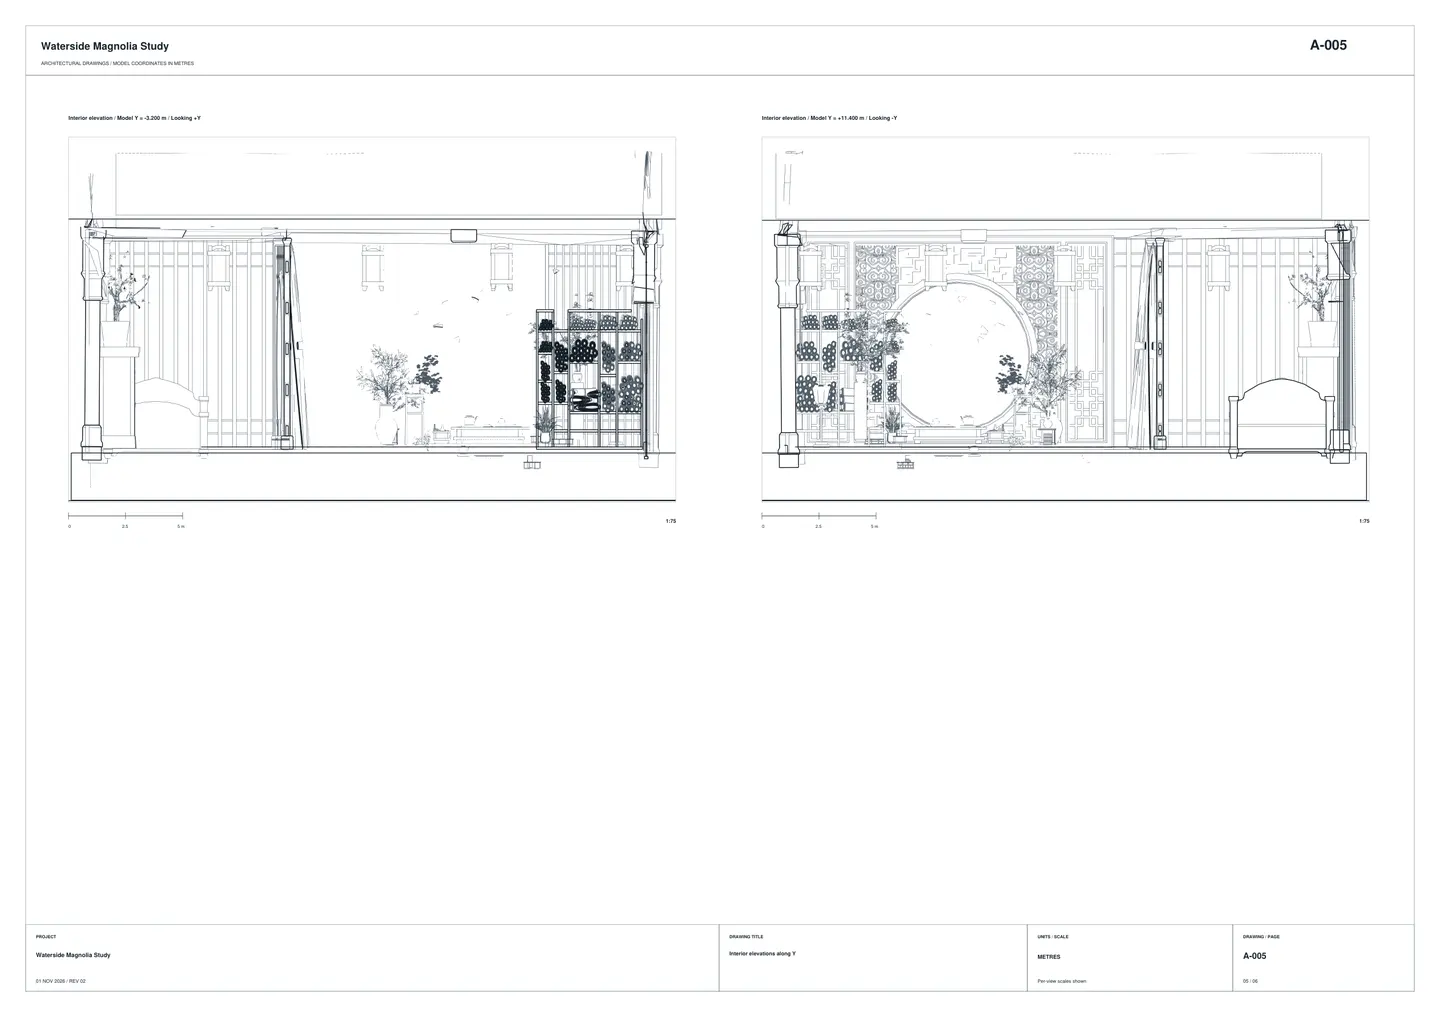 Waterside Magnolia Study
A-005
ARCHITECTURAL DRAWINGS / MODEL COORDINATES IN METRES
Interior elevation / Model Y = -3.200 m / Looking +Y
Interior elevation / Model Y = +11.400 m / Looking -Y
0 2.5 5 m
1:75
0 2.5 5 m
1:75
PROJECT
Waterside Magnolia Study
01 NOV 2026 / REV 02
DRAWING TITLE
Interior elevations along Y
UNITS / SCALE
METRES
Per-view scales shown
DRAWING / PAGE
A-005
05 / 06